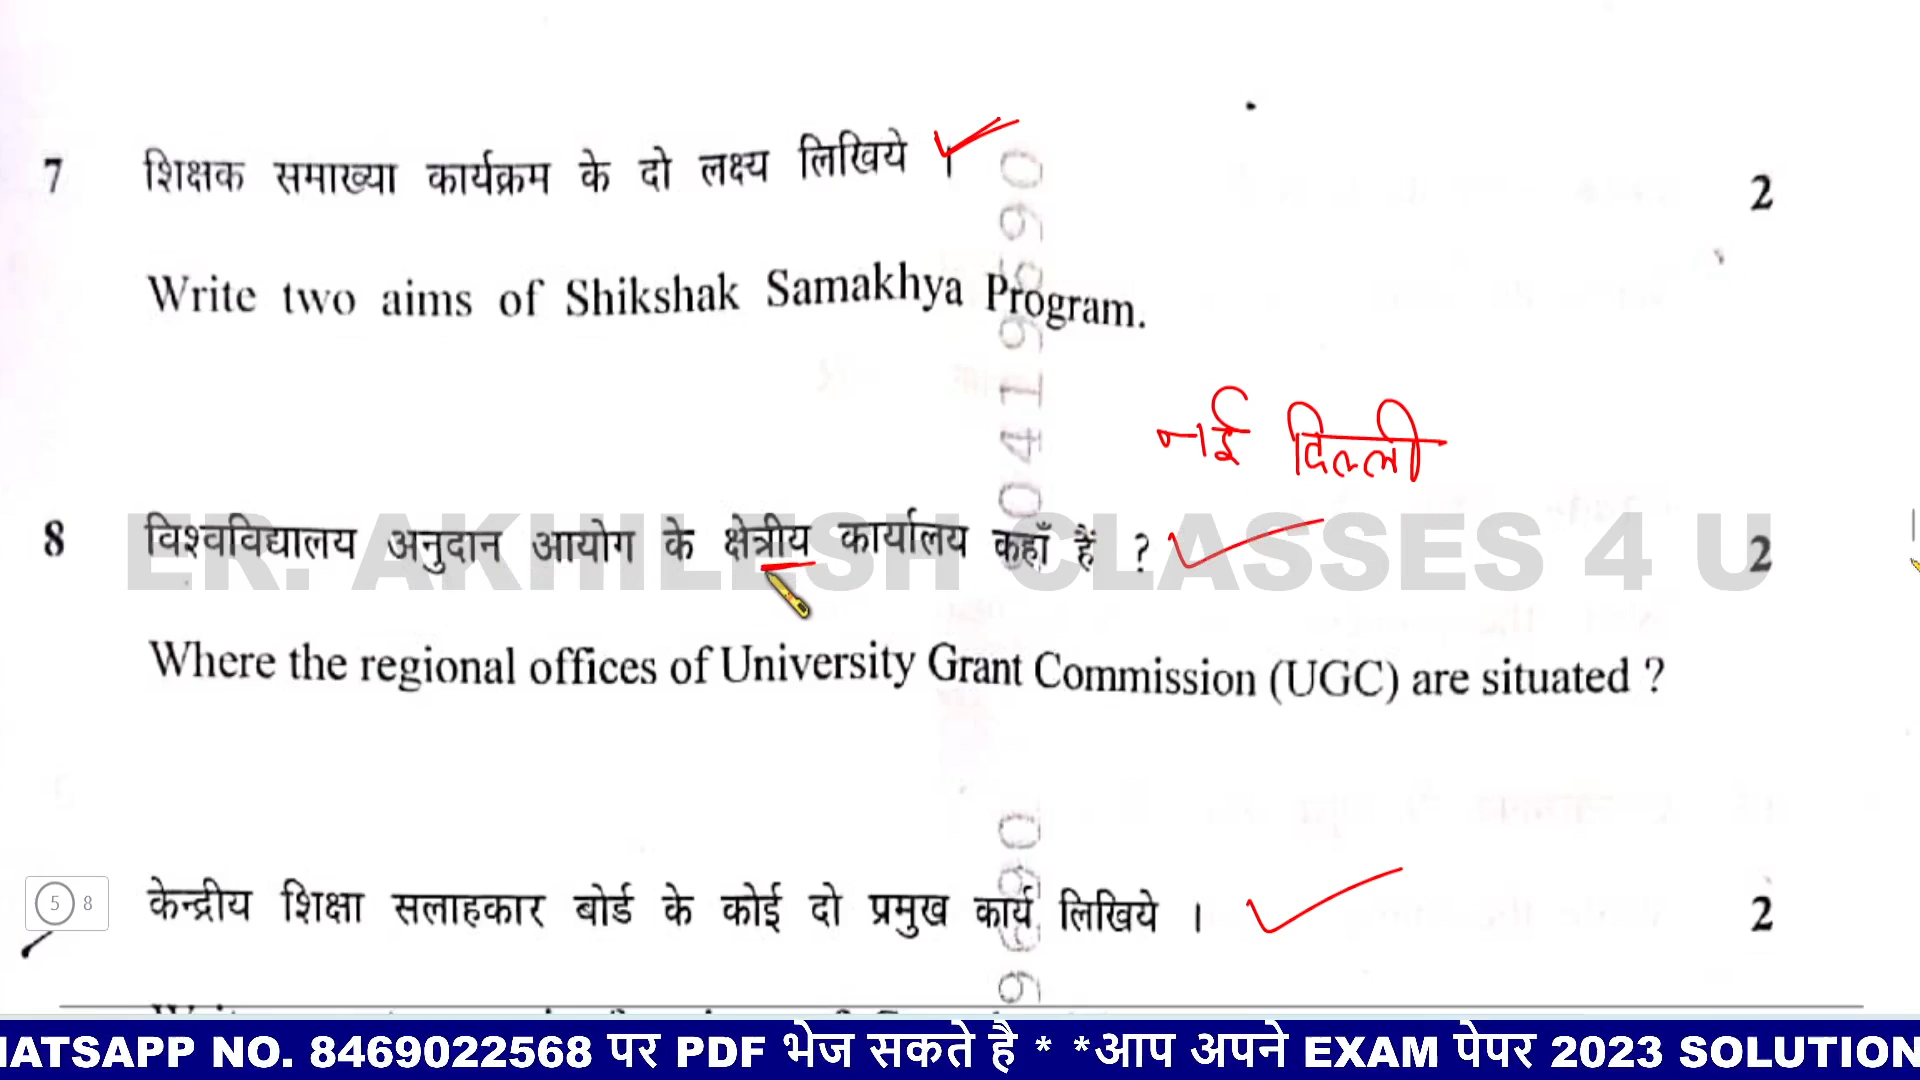 7 शिक्षक समाख्या कार्यक्रम के दो लक्ष्य लिखिये । 2
Write two aims of Shikshak Samakhya Program.
नई दिल्ली
8 विश्वविद्यालय अनुदान आयोग के क्षेत्रीय कार्यालय कहाँ हैं ? 2
ER. AKHILESH CLASSES 4 U
Where the regional offices of University Grant Commission (UGC) are situated ?
5 8
केन्द्रीय शिक्षा सलाहकार बोर्ड के कोई दो प्रमुख कार्य लिखिये । 2
HATSAPP NO. 8469022568 पर PDF भेज सकते है * *आप अपने EXAM पेपर 2023 SOLUTION